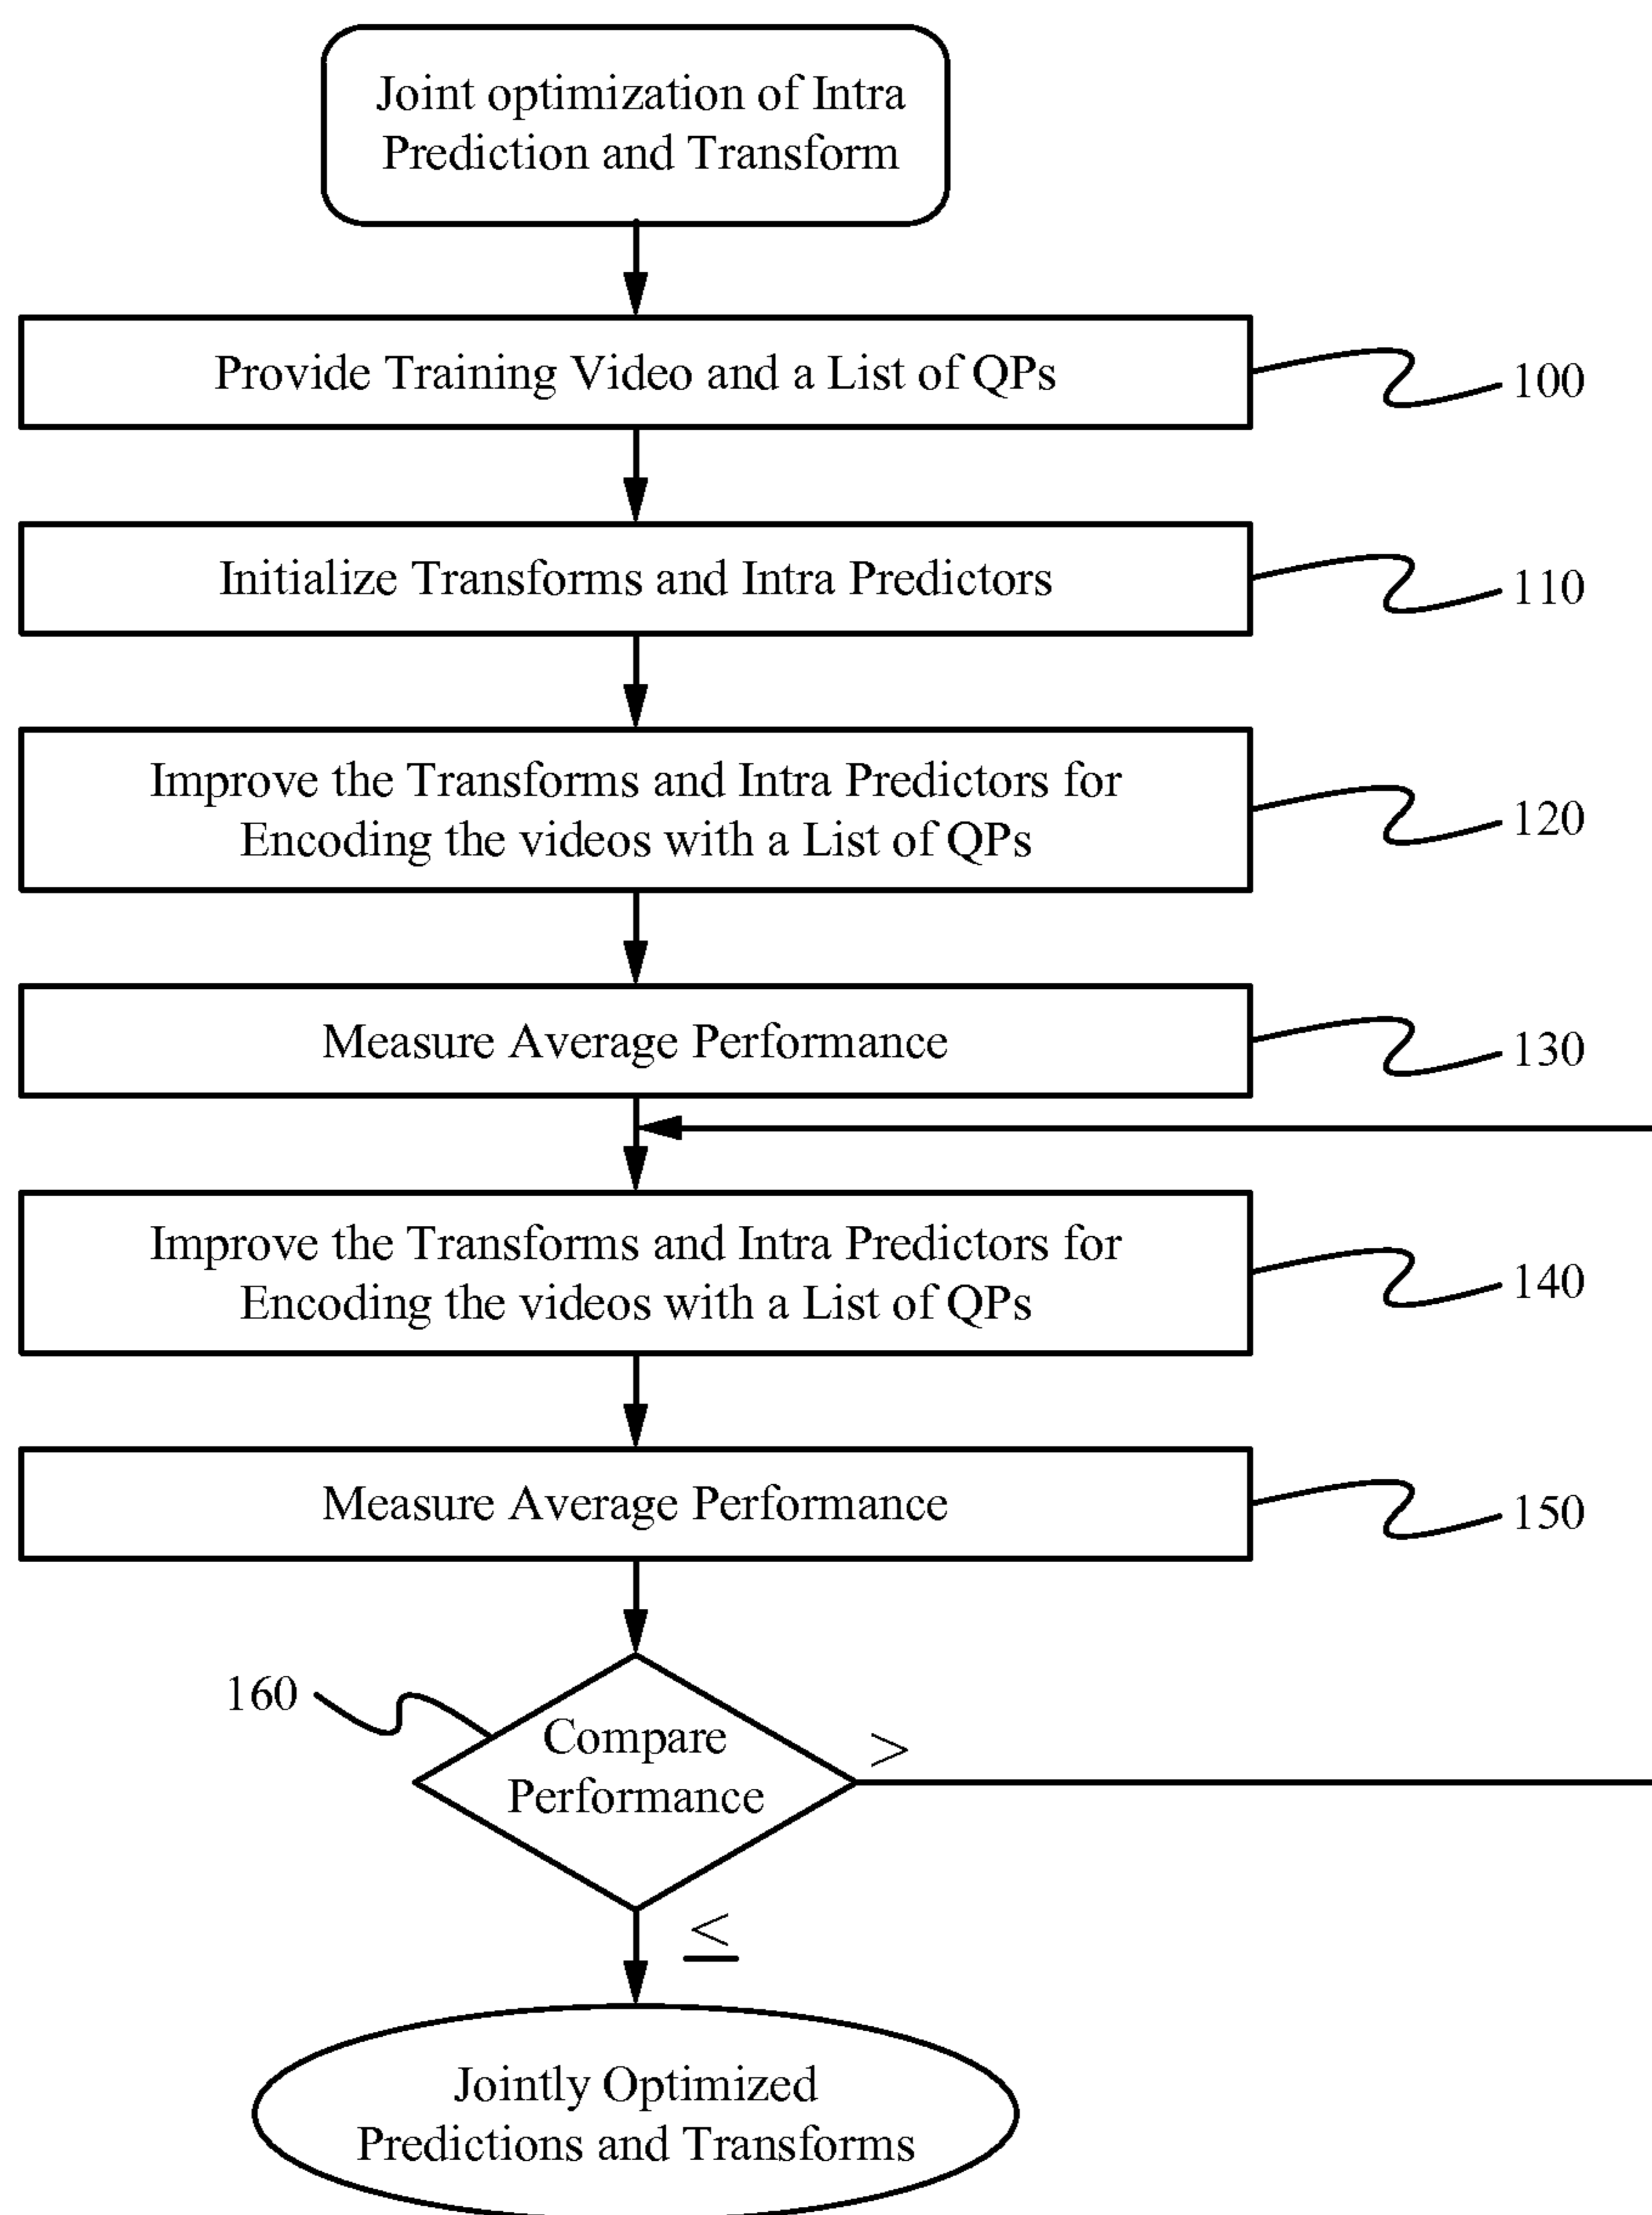 Joint optimization of Intra
Prediction and Transform
Provide Training Video and a List of QPs
100
Initialize Transforms and Intra Predictors
110
Improve the Transforms and Intra Predictors for
Encoding the videos with a List of QPs
120
Measure Average Performance
130
Improve the Transforms and Intra Predictors for
Encoding the videos with a List of QPs
140
Measure Average Performance
150
160
Compare
Performance
>
≤
Jointly Optimized
Predictions and Transforms